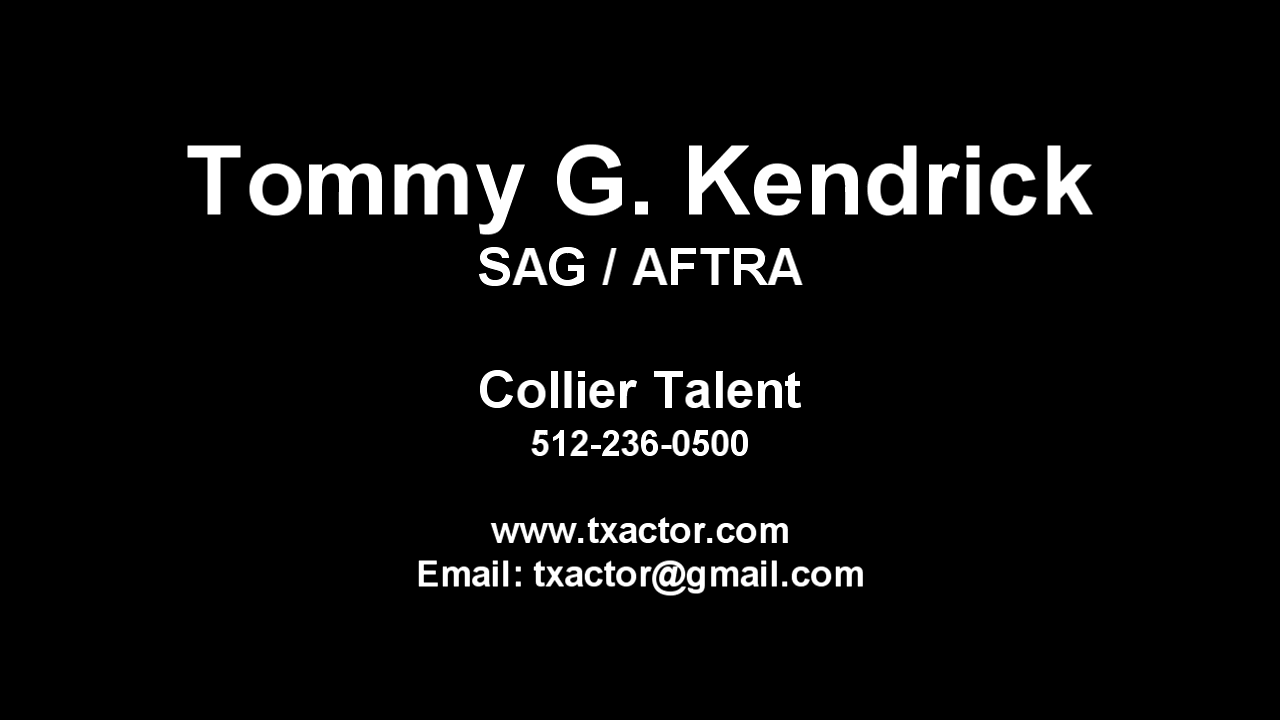 Tommy G. Kendrick
SAG / AFTRA
Collier Talent
512-236-0500
www.txactor.com
Email: txactor@gmail.com